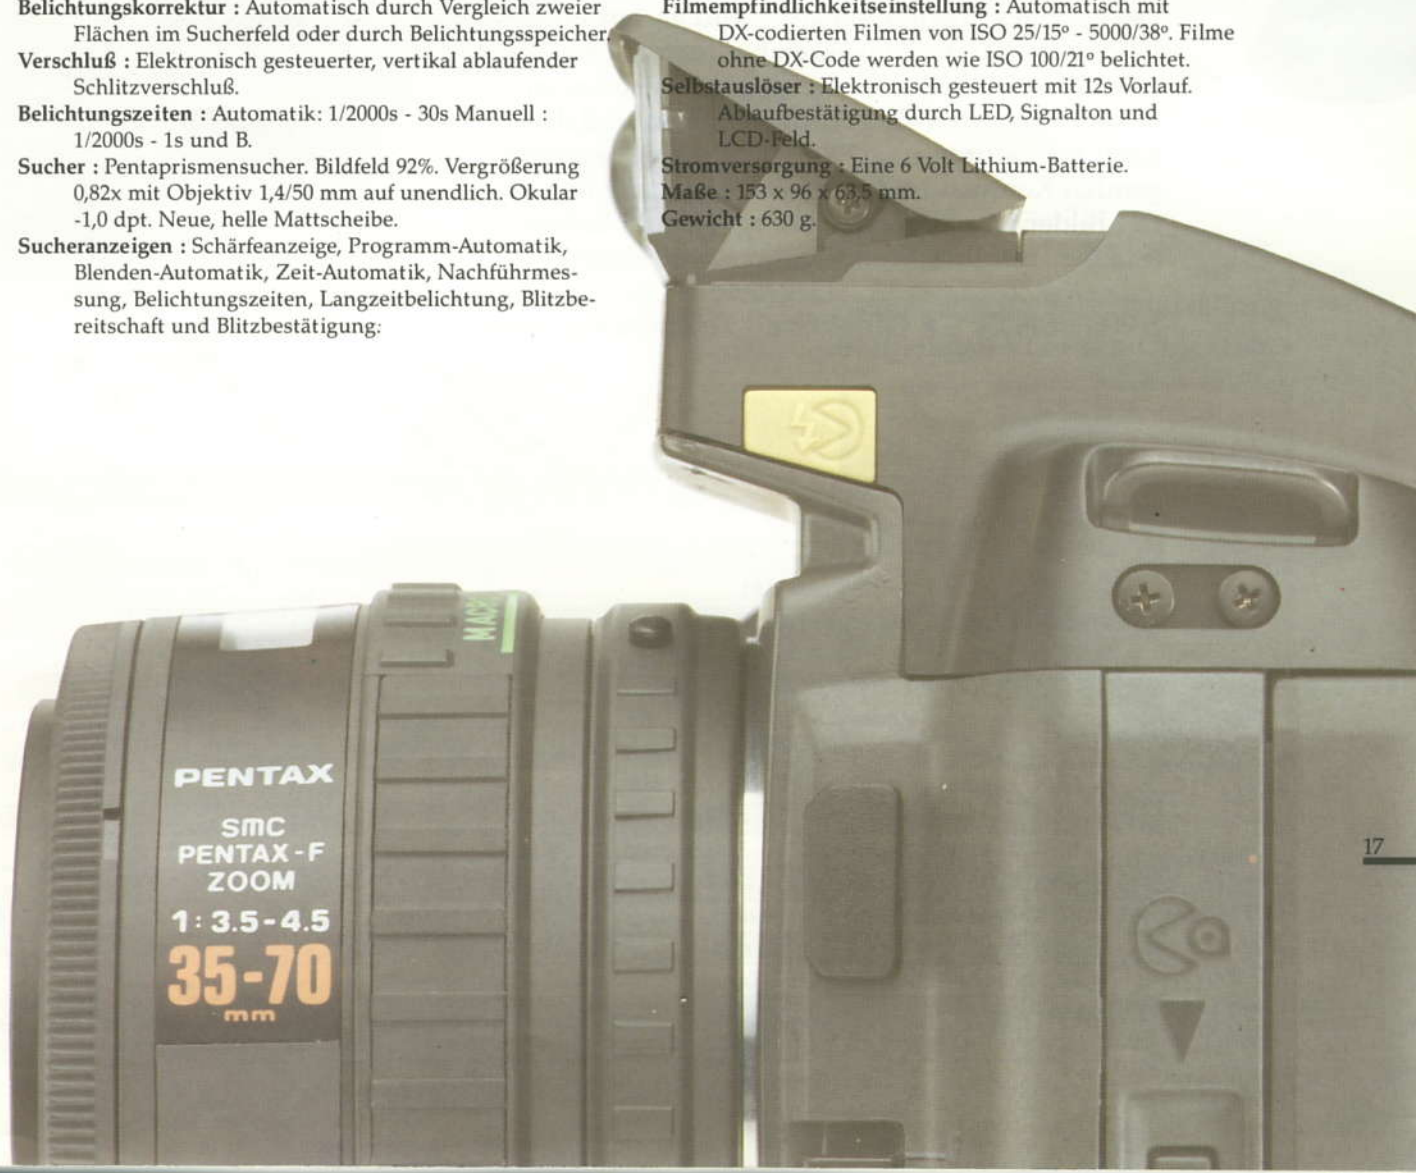 Belichtungskorrektur : Automatisch durch Vergleich zweier
Flächen im Sucherfeld oder durch Belichtungsspeicher.
Verschluß : Elektronisch gesteuerter, vertikal ablaufender
Schlitzverschluß.
Belichtungszeiten : Automatik: 1/2000s - 30s Manuell :
1/2000s - 1s und B.
Sucher : Pentaprismensucher. Bildfeld 92%. Vergrößerung
0,82x mit Objektiv 1,4/50 mm auf unendlich. Okular
-1,0 dpt. Neue, helle Mattscheibe.
Sucheranzeigen : Schärfeanzeige, Programm-Automatik,
Blenden-Automatik, Zeit-Automatik, Nachführmes-
sung, Belichtungszeiten, Langzeitbelichtung, Blitzbe-
reitschaft und Blitzbestätigung.
Filmempfindlichkeitseinstellung : Automatisch mit
DX-codierten Filmen von ISO 25/15º - 5000/38º. Filme
ohne DX-Code werden wie ISO 100/21º belichtet.
Selbstauslöser : Elektronisch gesteuert mit 12s Vorlauf.
Ablaufbestätigung durch LED, Signalton und
LCD-Feld.
Stromversorgung : Eine 6 Volt Lithium-Batterie.
Maße : 153 x 96 x 63,5 mm.
Gewicht : 630 g.
MACRO
PENTAX
SMC
PENTAX-F
ZOOM
1: 3.5-4.5
35-70
mm
17